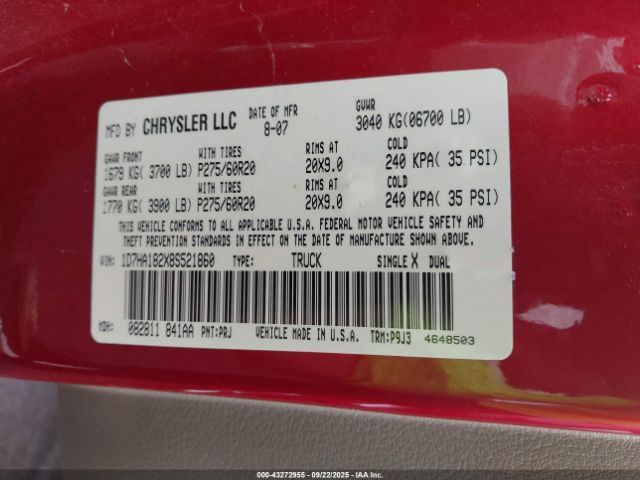 MFD BY CHRYSLER LLC DATE OF MFR 8-07 GVWR 3040 KG(06700 LB)
GAWR FRONT WITH TIRES RIMS AT COLD
1679 KG( 3700 LB) P275/60R20 20X9.0 240 KPA( 35 PSI)
GAWR REAR WITH TIRES RIMS AT COLD
1770 KG( 3900 LB) P275/60R20 20X9.0 240 KPA( 35 PSI)
THIS VEHICLE CONFORMS TO ALL APPLICABLE U.S.A. FEDERAL MOTOR VEHICLE SAFETY AND
THEFT PREVENTION STANDARDS IN EFFECT ON THE DATE OF MANUFACTURE SHOWN ABOVE.
VIN: 1D7HA182X8S521860 TYPE: TRUCK SINGLE X DUAL
MDH: 082811 841AA PNT:PRJ VEHICLE MADE IN U.S.A. TRM:P9J3 4648503
000-43272955 - 09/22/2025 - IAAI.COM